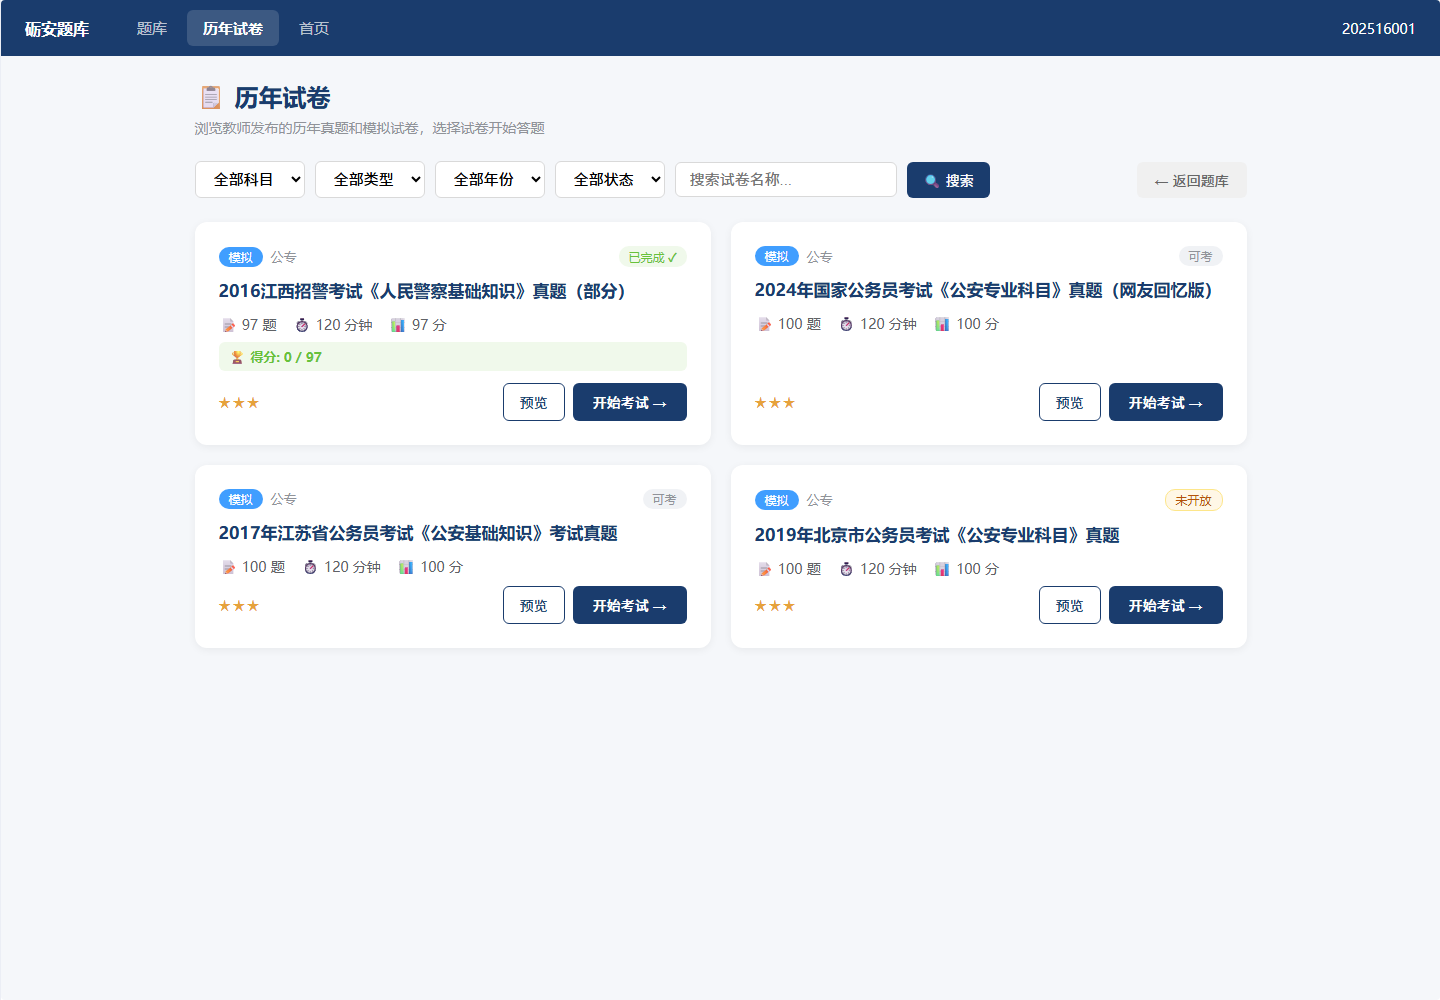 砺安题库 题库 历年试卷 首页 202516001
历年试卷
浏览教师发布的历年真题和模拟试卷，选择试卷开始答题
全部科目 全部类型 全部年份 全部状态 搜索试卷名称... 搜索 ← 返回题库
模拟 公专 已完成 ✓
2016江西招警考试《人民警察基础知识》真题（部分）
97 题 120 分钟 97 分
得分: 0 / 97
★★★ 预览 开始考试 →
模拟 公专 可考
2024年国家公务员考试《公安专业科目》真题（网友回忆版）
100 题 120 分钟 100 分
★★★ 预览 开始考试 →
模拟 公专 可考
2017年江苏省公务员考试《公安基础知识》考试真题
100 题 120 分钟 100 分
★★★ 预览 开始考试 →
模拟 公专 未开放
2019年北京市公务员考试《公安专业科目》真题
100 题 120 分钟 100 分
★★★ 预览 开始考试 →